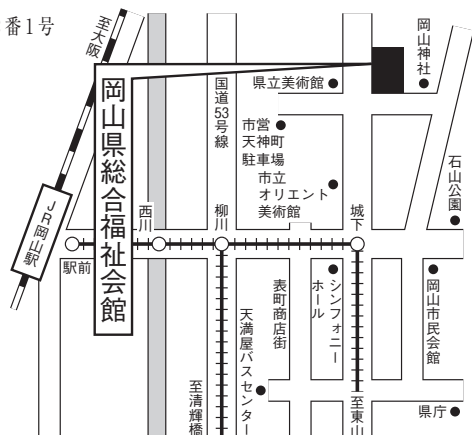 番1号
至大阪
岡山県総合福祉会館
国道53号線
県立美術館
岡山神社
市営
天神町
駐車場
市立
オリエント
美術館
石山公園
JR岡山駅
駅前
西川
柳川
城下
表町商店街
シンフォニー
ホール
岡山市民会館
天満屋バスセンター
至清輝橋
至東山
県庁